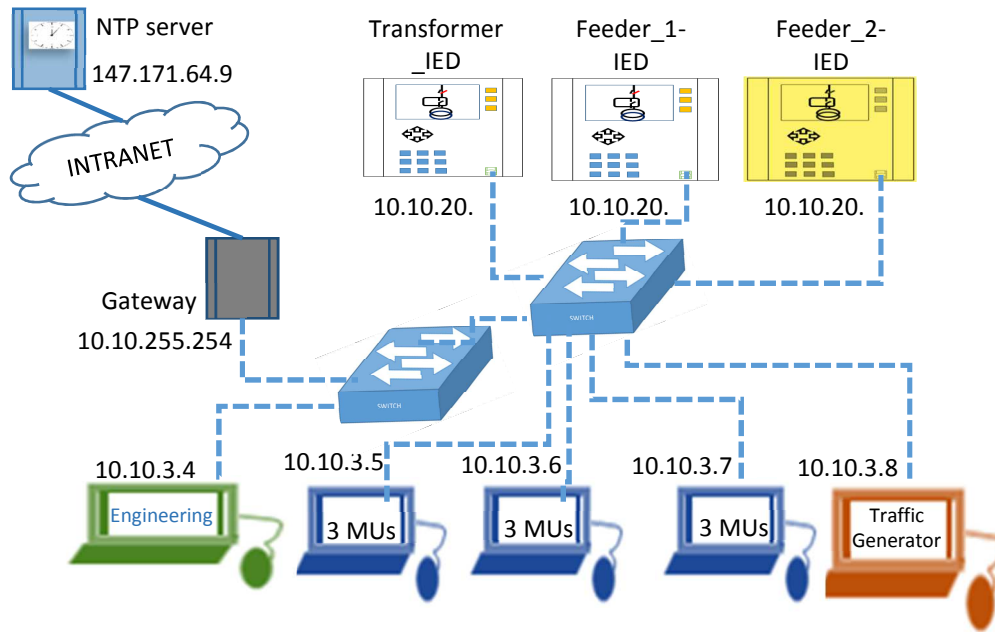 NTP server
147.171.64.9
INTRANET
Gateway
10.10.255.254
Transformer
_IED
10.10.20.
Feeder_1-
IED
10.10.20.
Feeder_2-
IED
10.10.20.
SWITCH
SWITCH
10.10.3.4
Engineering
10.10.3.5
3 MUs
10.10.3.6
3 MUs
10.10.3.7
3 MUs
10.10.3.8
Traffic
Generator